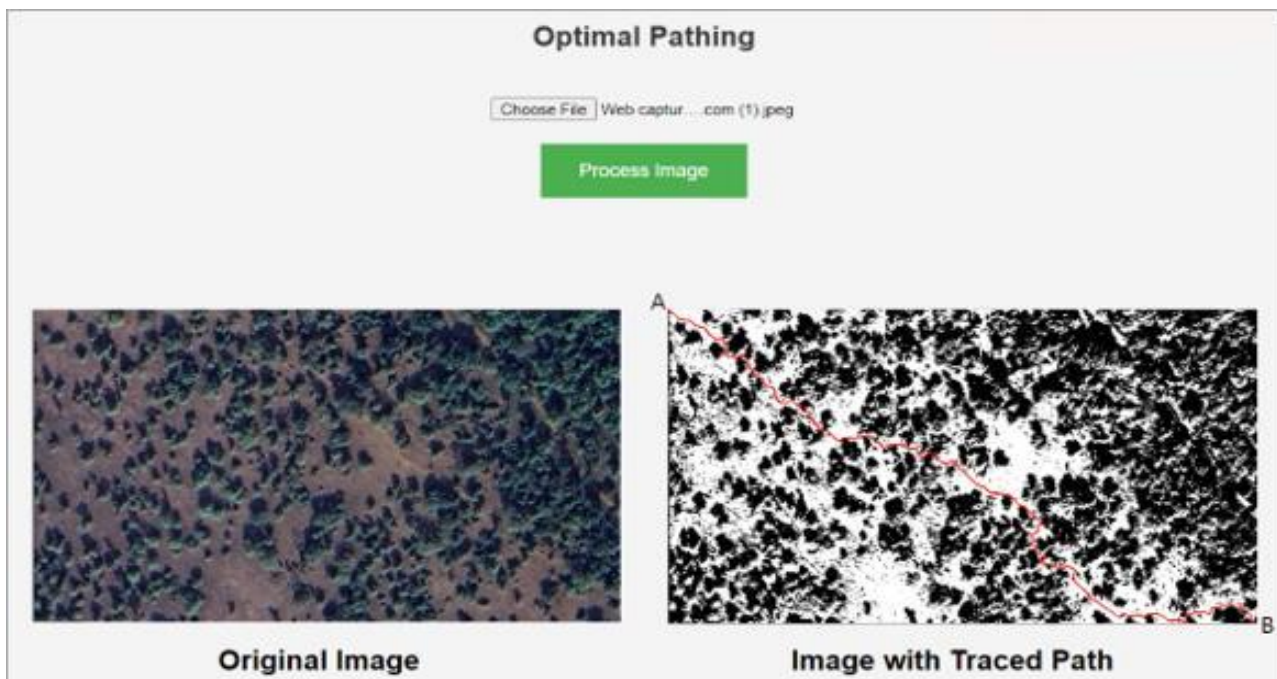 Optimal Pathing
Choose File Web captur....com (1).jpeg
Process Image
A
B
Original Image
Image with Traced Path